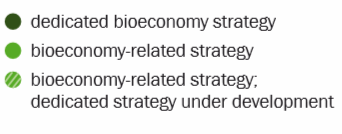 dedicated bioeconomy strategy
bioeconomy-related strategy
bioeconomy-related strategy;
dedicated strategy under development